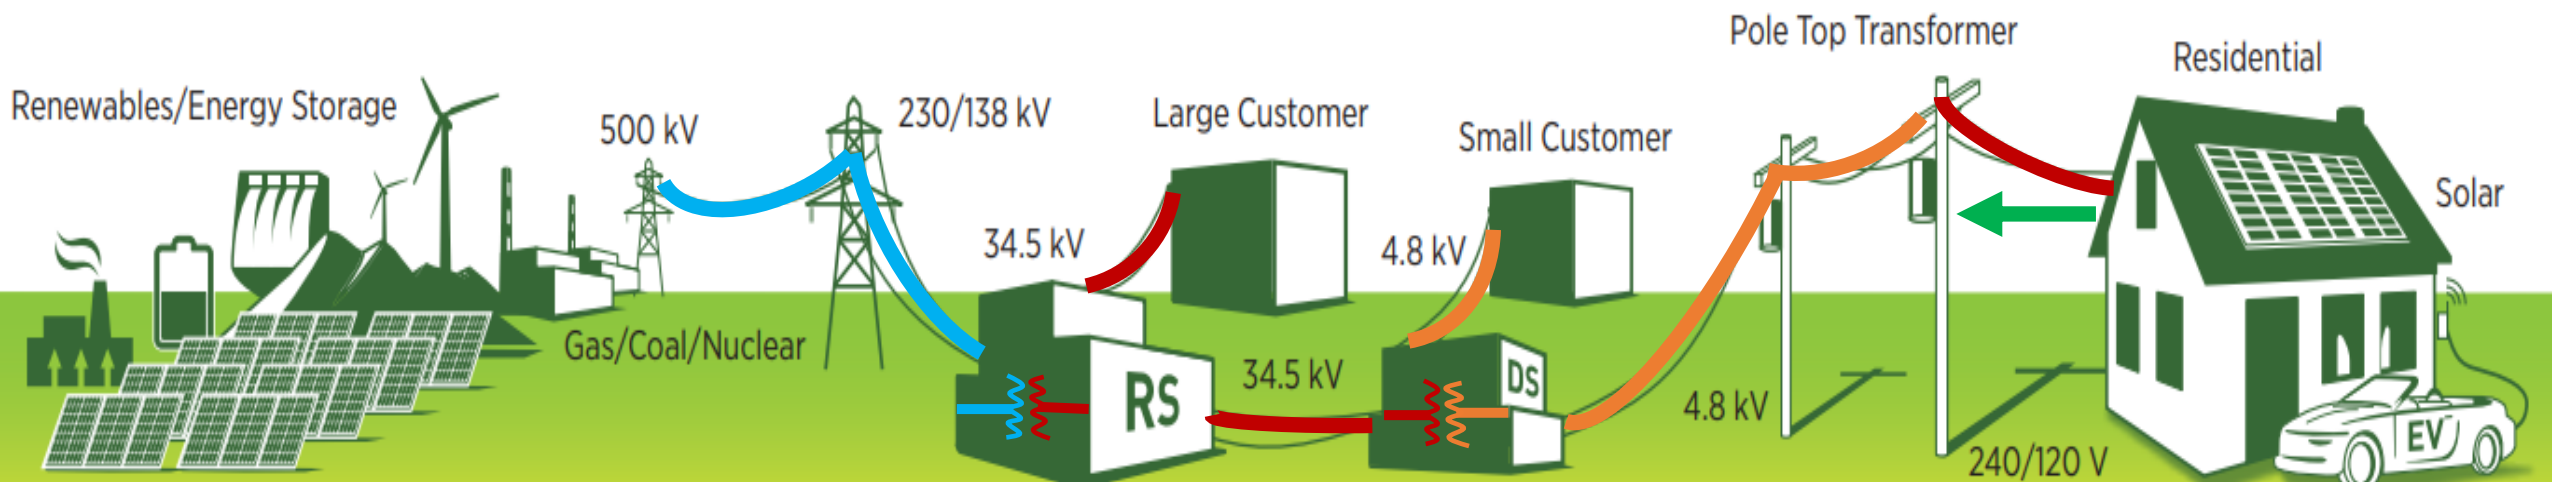 Renewables/Energy Storage
500 kV
Gas/Coal/Nuclear
230/138 kV
34.5 kV
RS
Large Customer
34.5 kV
Small Customer
4.8 kV
DS
4.8 kV
Pole Top Transformer
240/120 V
Residential
Solar
EV